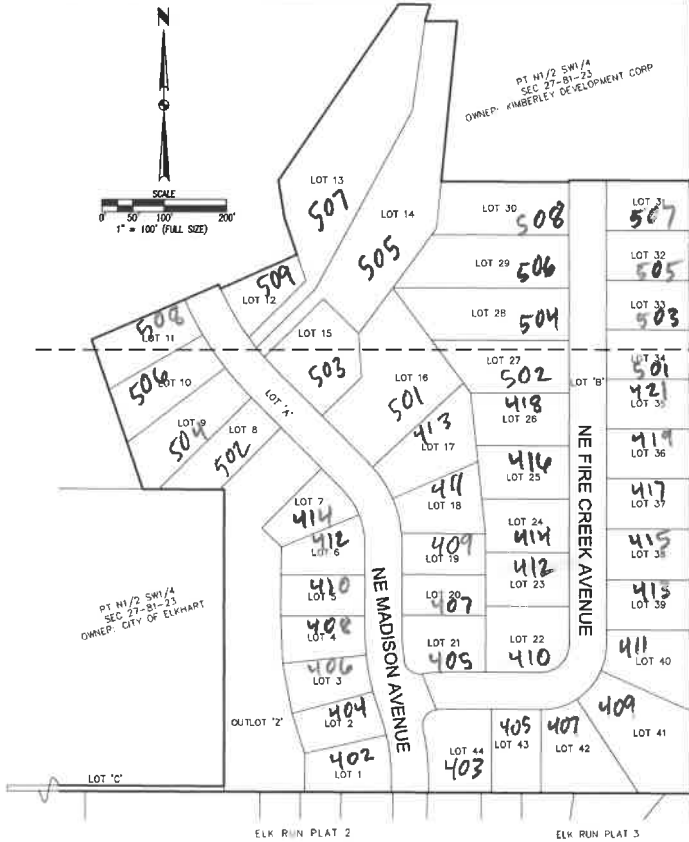 N
SCALE
0 50' 100' 200'
1" = 100' (FULL SIZE)
PT N1/2 SW1/4
SEC 27-81-23
OWNER: KIMBERLEY DEVELOPMENT CORP
LOT 13
507
LOT 14
505
LOT 12
509
LOT 11
508
LOT 10
506
LOT 9
504
LOT 8
502
LOT 15
503
LOT 16
501
LOT 17
413
LOT 18
411
LOT 19
409
LOT 20
407
LOT 21
405
LOT 7
414
LOT 6
412
LOT 5
410
LOT 4
408
LOT 3
406
LOT 2
404
LOT 1
402
LOT 'A'
NE MADISON AVENUE
LOT 30
508
LOT 29
506
LOT 28
504
LOT 27
502
LOT 26
418
LOT 25
416
LOT 24
414
LOT 23
412
LOT 22
410
LOT 'B'
NE FIRE CREEK AVENUE
LOT 31
507
LOT 32
505
LOT 33
503
LOT 34
501
LOT 35
421
LOT 36
419
LOT 37
417
LOT 38
415
LOT 39
413
LOT 40
411
LOT 41
409
LOT 42
407
LOT 43
405
LOT 44
403
PT N1/2 SW1/4
SEC 27-81-23
OWNER: CITY OF ELKHART
OUTLOT 'Z'
LOT 'C'
ELK RUN PLAT 2
ELK RUN PLAT 3